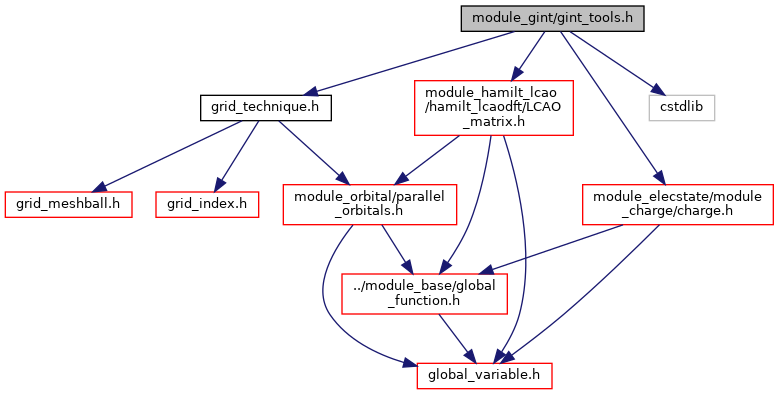 module_gint/gint_tools.h
module_hamilt_lcao
/hamilt_lcaodft/LCAO
_matrix.h
grid_technique.h
cstdlib
grid_meshball.h
grid_index.h
module_orbital/parallel
_orbitals.h
module_elecstate/module
_charge/charge.h
../module_base/global
_function.h
global_variable.h